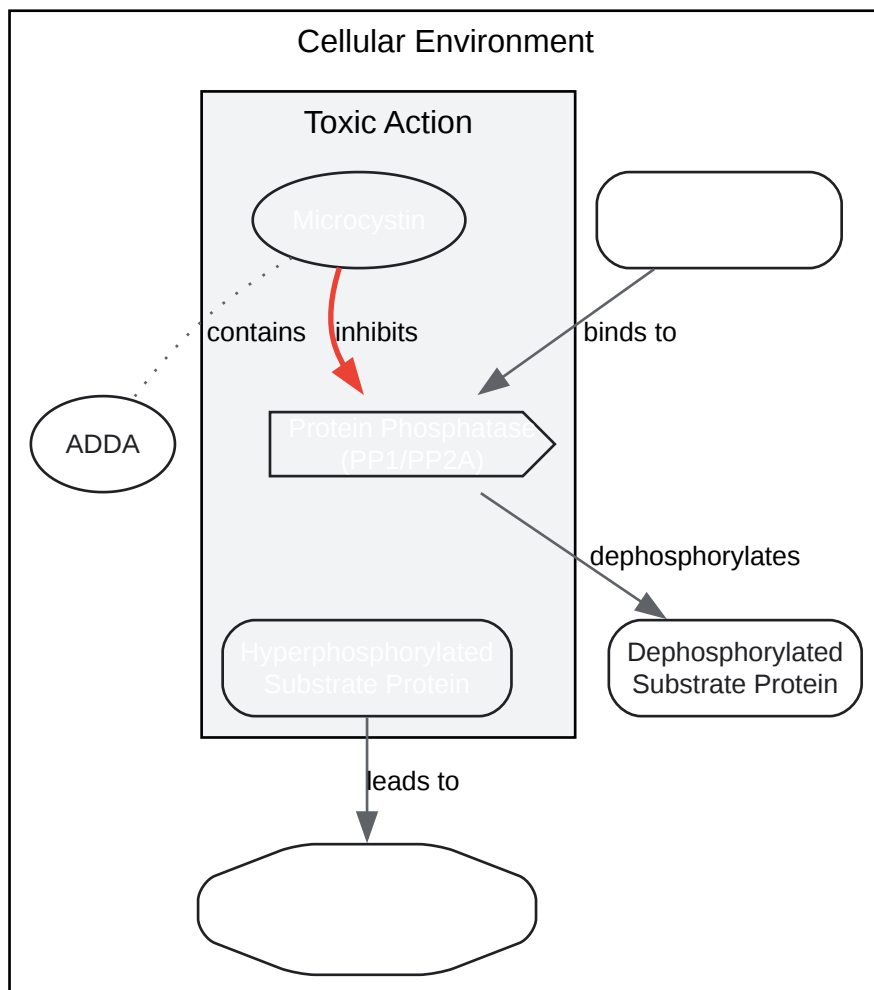 Cellular Environment
Toxic Action
Microcystin
contains
inhibits
binds to
ADDA
Protein Phosphatase
(PP1/PP2A)
dephosphorylates
Hyperphosphorylated
Substrate Protein
Dephosphorylated
Substrate Protein
leads to